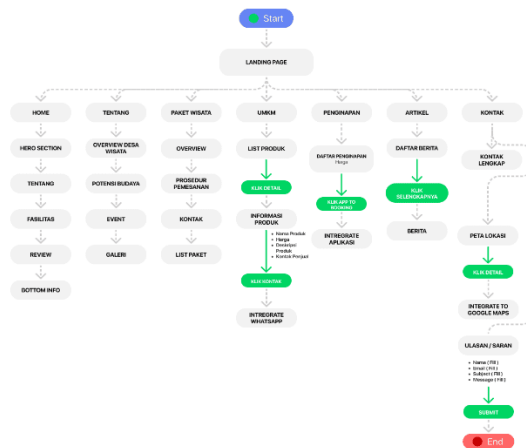 Start
LANDING PAGE
HOME
TENTANG
PAKET WISATA
UMKM
PENGINAPAN
ARTIKEL
KONTAK
HERO SECTION
TENTANG
FASILITAS
REVIEW
BOTTOM INFO
OVERVIEW DESA
WISATA
POTENSI BUDAYA
EVENT
GALERI
OVERVIEW
PROSEDUR
PEMESANAN
KONTAK
LIST PAKET
LIST PRODUK
KLIK DETAIL
INFORMASI
PRODUK
• Nama Produk
• Harga
• Deskripsi
Produk
• Kontak Penjual
KLIK KONTAK
INTREGRATE
WHATSAPP
DAFTAR PENGINAPAN
Harga
KLIK APP TO
BOOKING
INTREGRATE
APLIKASI
DAFTAR BERITA
KLIK
SELENGKAPNYA
BERITA
KONTAK
LENGKAP
PETA LOKASI
KLIK DETAIL
INTEGRATE TO
GOOGLE MAPS
ULASAN / SARAN
• Name ( Fill )
• Email ( Fill )
• Subject ( Fill )
• Message ( Fill )
SUBMIT
End